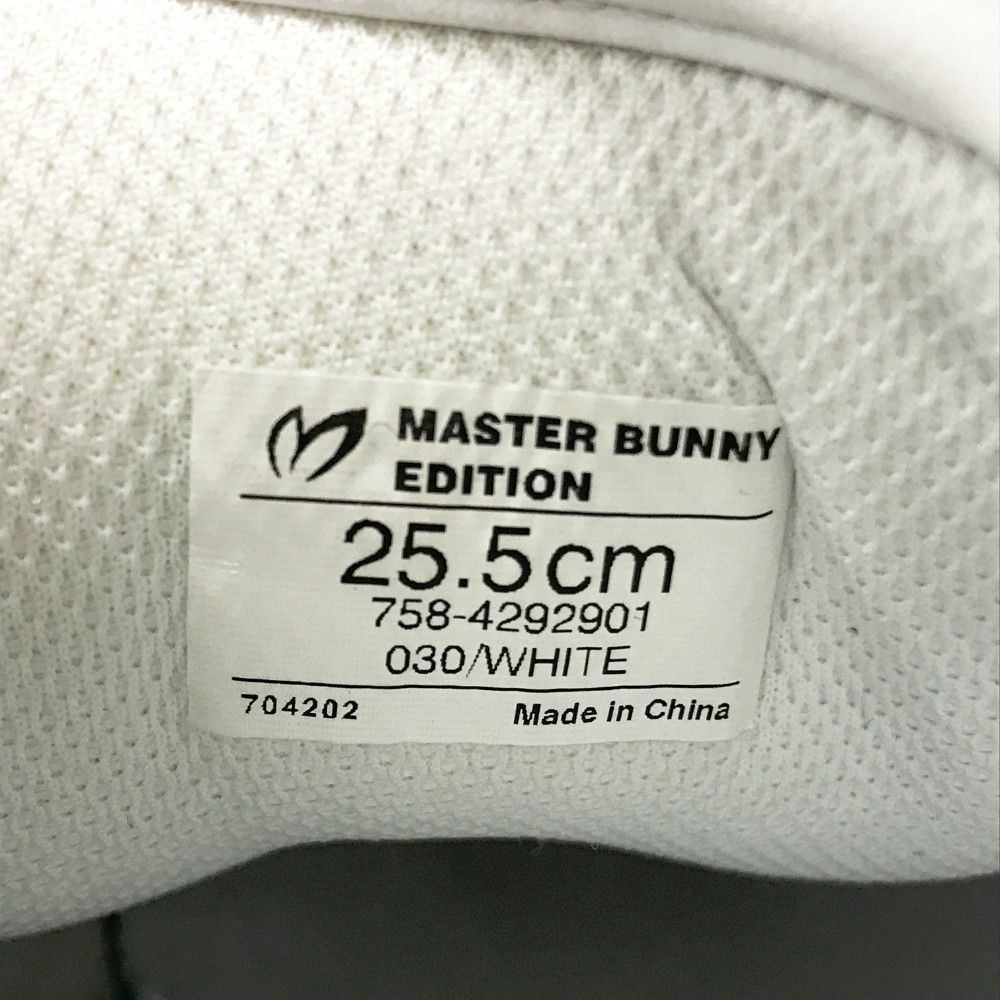 MASTER BUNNY
EDITION
25.5cm
758-4292901
030/WHITE
704202 Made in China